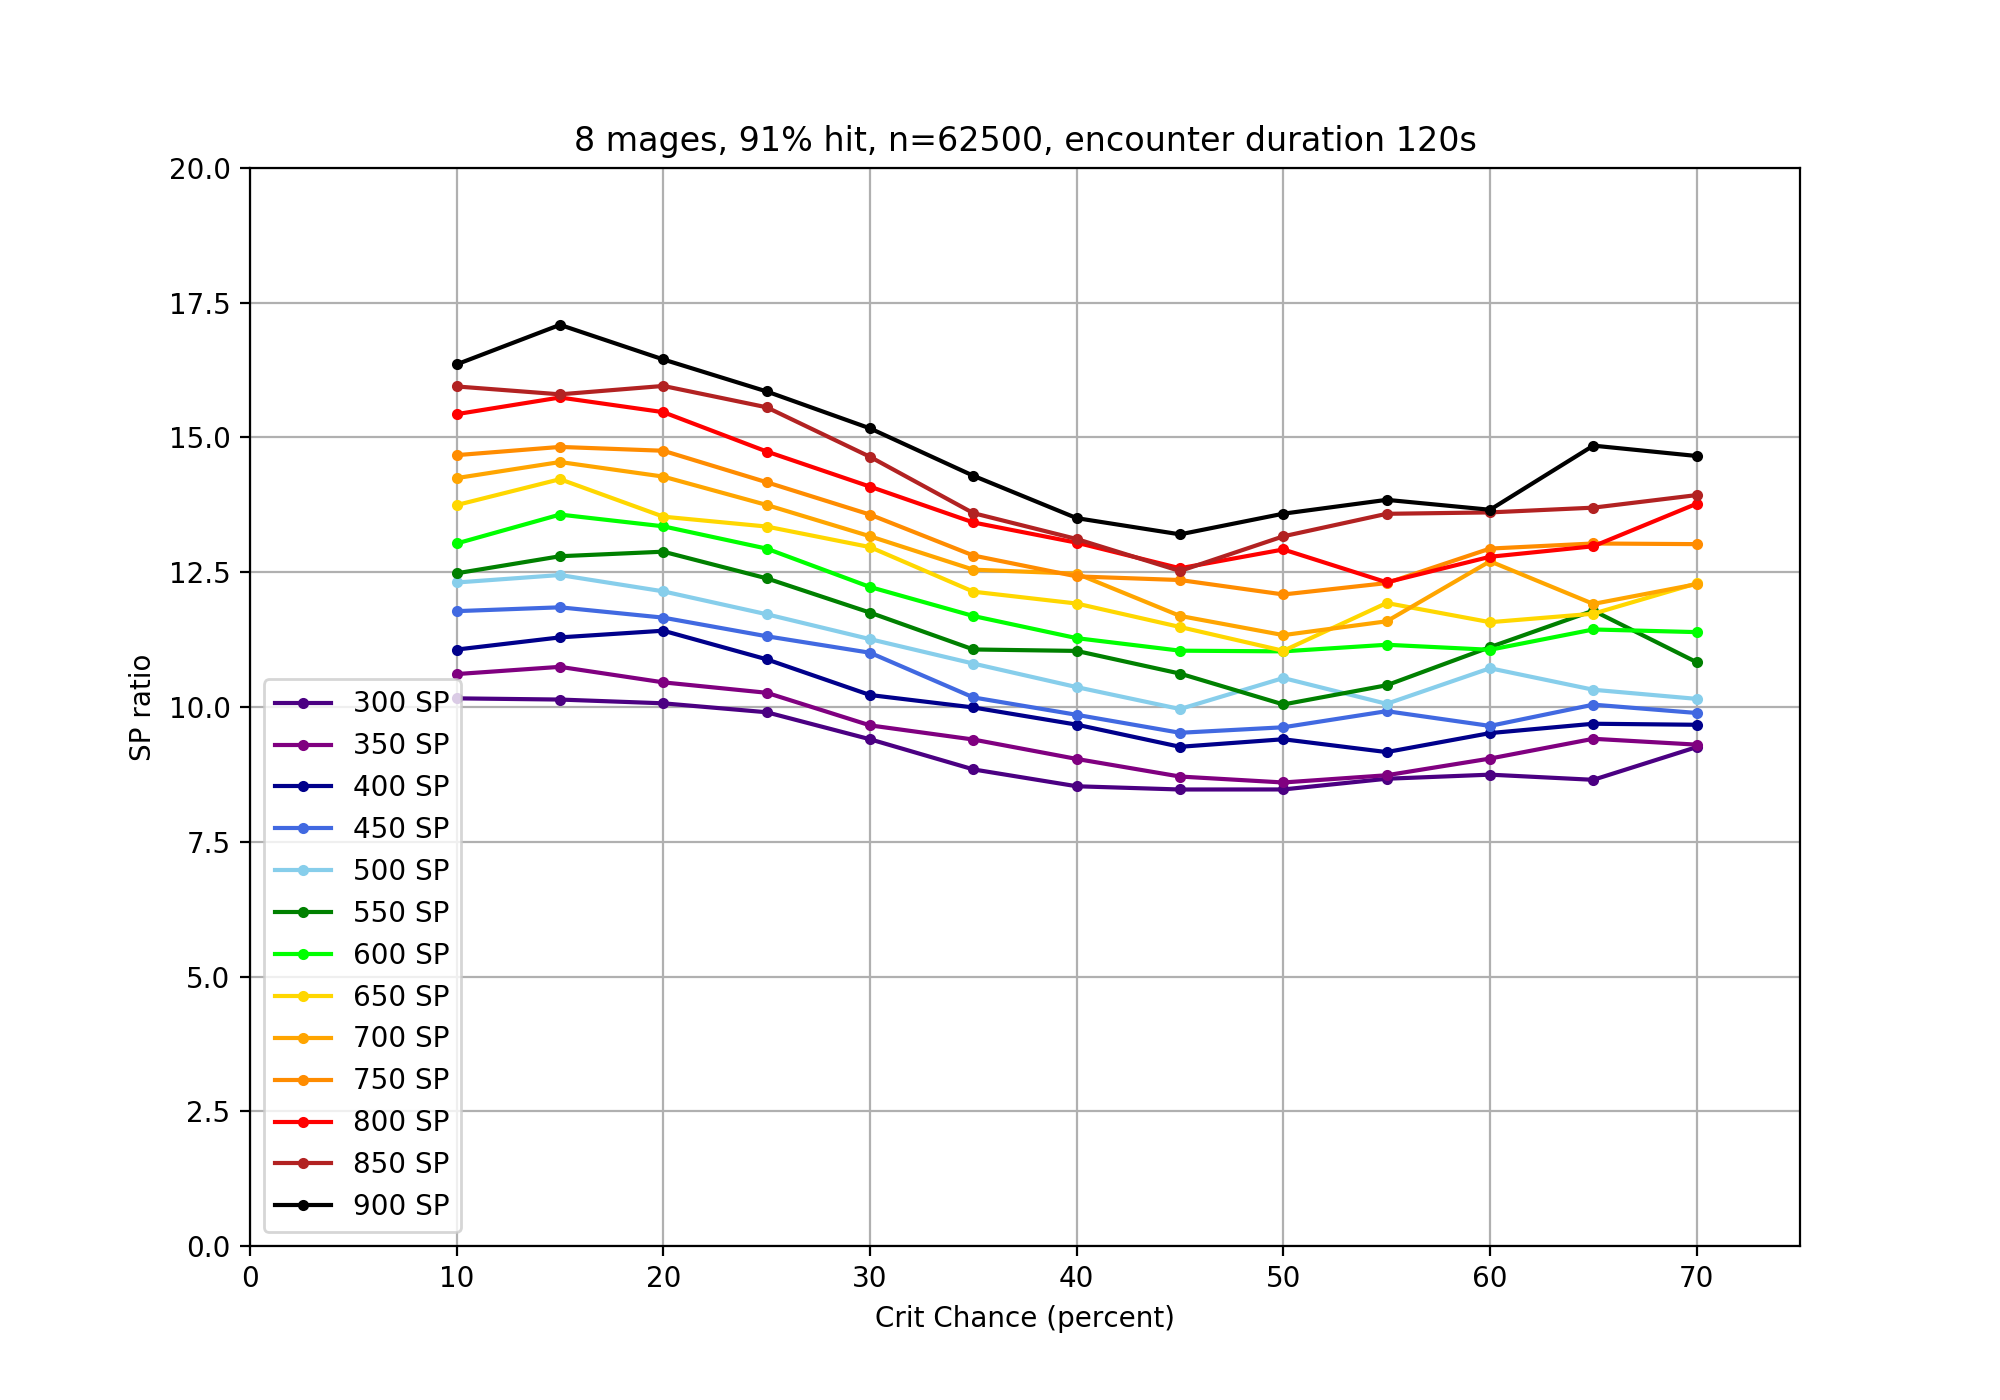 8 mages, 91% hit, n=62500, encounter duration 120s
20.0
17.5
15.0
12.5
10.0
7.5
5.0
2.5
0.0
SP ratio
300 SP
350 SP
400 SP
450 SP
500 SP
550 SP
600 SP
650 SP
700 SP
750 SP
800 SP
850 SP
900 SP
0 10 20 30 40 50 60 70
Crit Chance (percent)